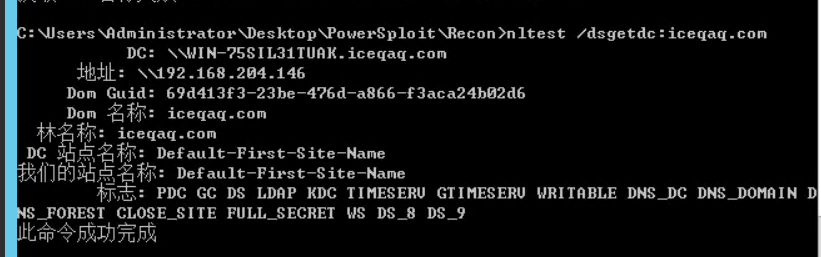 C:\Users\Administrator\Desktop\PowerSploit\Recon>nltest /dsgetdc:iceqaq.com
DC: \\WIN-75SIL31TUAK.iceqaq.com
地址: \\192.168.204.146
Dom Guid: 69d413f3-23be-476d-a866-f3aca24b02d6
Dom 名称: iceqaq.com
林名称: iceqaq.com
DC 站点名称: Default-First-Site-Name
我们的站点名称: Default-First-Site-Name
标志: PDC GC DS LDAP KDC TIMESERV GTIMESERV WRITABLE DNS_DC DNS_DOMAIN D
NS_FOREST CLOSE_SITE FULL_SECRET WS DS_8 DS_9
此命令成功完成